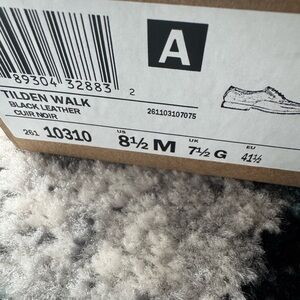 A
89304 32883 2
TILDEN WALK
BLACK LEATHER
CUIR NOIR
261103107075
261 10310
US 8½ M
UK 7½ G
EU 41½